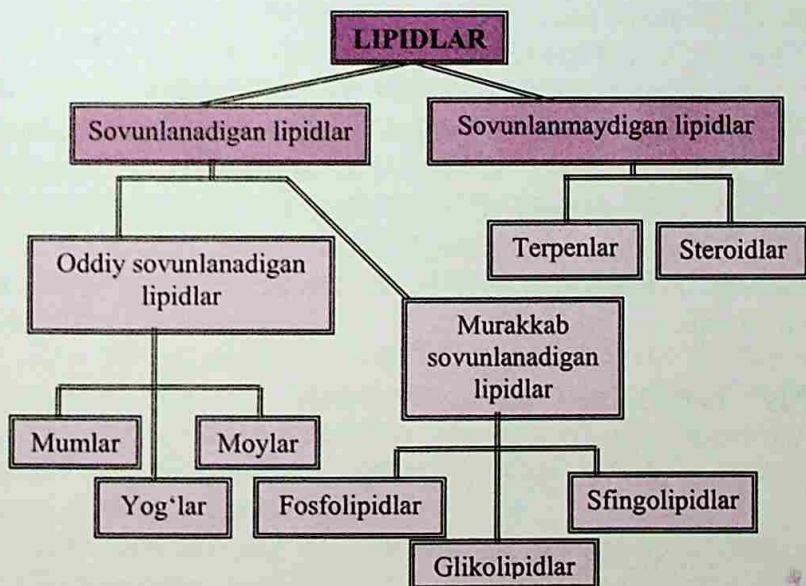 LIPIDLAR
Sovunlanadigan lipidlar
Sovunlanmaydigan lipidlar
Oddiy sovunlanadigan
lipidlar
Terpenlar
Steroidlar
Murakkab
sovunlanadigan
lipidlar
Mumlar
Moylar
Yog‘lar
Fosfolipidlar
Sfingolipidlar
Glikolipidlar